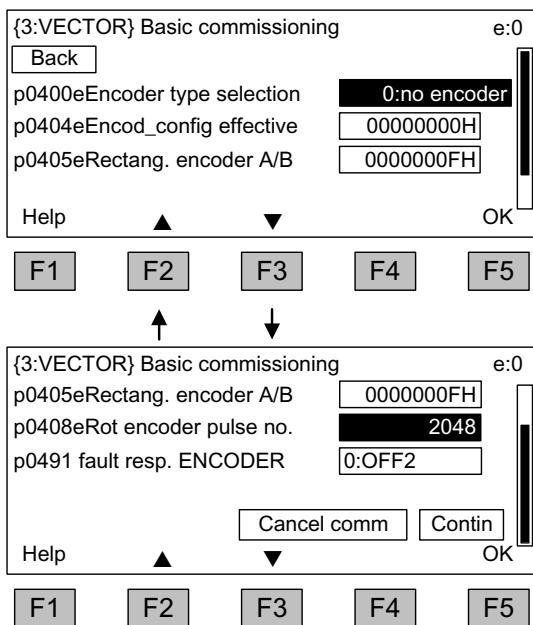 {3:VECTOR} Basic commissioning e:0
Back
p0400eEncoder type selection 0:no encoder
p0404eEncod_config effective 00000000H
p0405eRectang. encoder A/B 0000000FH
Help ▲ ▼ OK
F1 F2 F3 F4 F5
{3:VECTOR} Basic commissioning e:0
p0405eRectang. encoder A/B 0000000FH
p0408eRot encoder pulse no. 2048
p0491 fault resp. ENCODER 0:OFF2
Cancel comm Contin
Help ▲ ▼ OK
F1 F2 F3 F4 F5